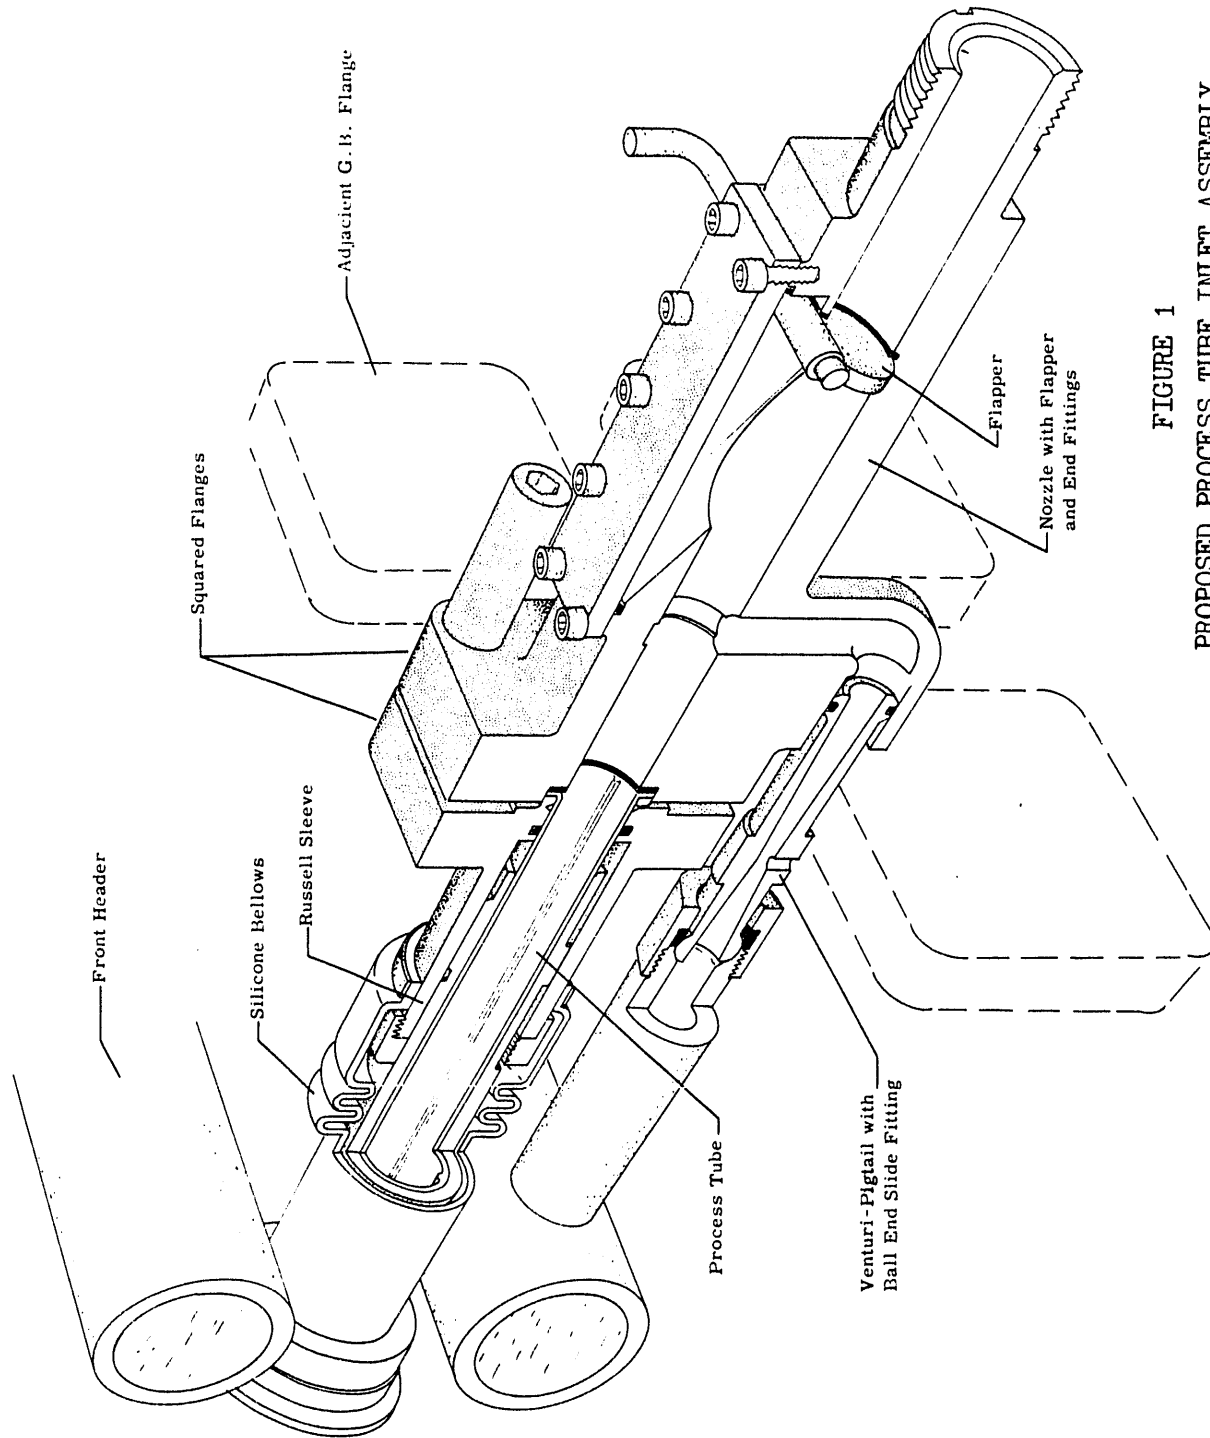 Front Header
Silicone Bellows
Russell Sleeve
Squared Flanges
Adjacient G.B. Flange
Process Tube
Venturi-Pigtail with
Ball End Slide Fitting
Nozzle with Flapper
and End Fittings
Flapper
FIGURE 1
PROPOSED PROCESS TUBE INLET ASSEMBLY